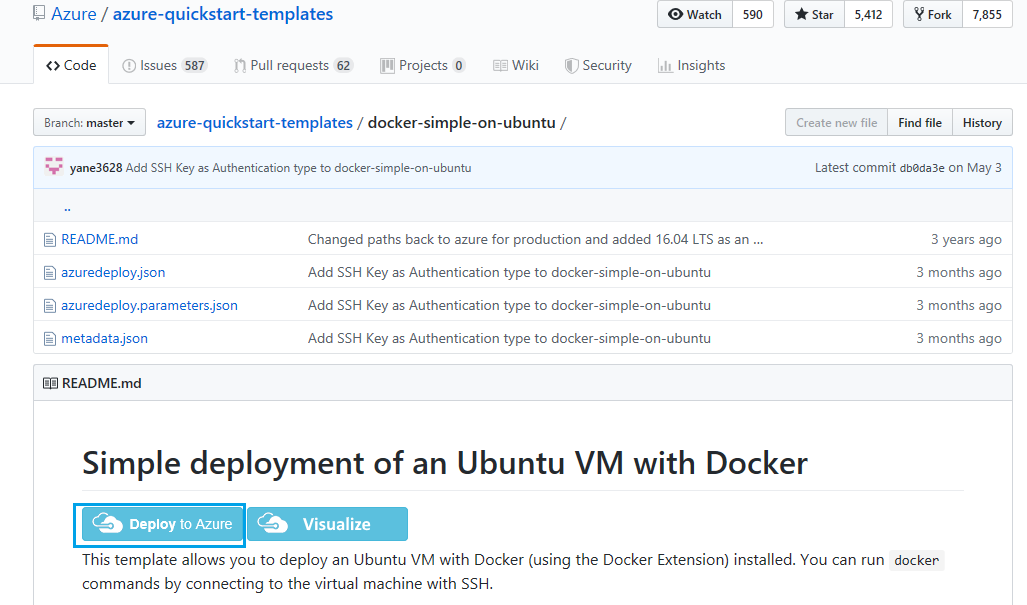 Azure / azure-quickstart-templates
Watch 590 Star 5,412 Fork 7,855
Code Issues 587 Pull requests 62 Projects 0 Wiki Security Insights
Branch: master azure-quickstart-templates / docker-simple-on-ubuntu / Create new file Find file History
yane3628 Add SSH Key as Authentication type to docker-simple-on-ubuntu Latest commit db0da3e on May 3
..
README.md Changed paths back to azure for production and added 16.04 LTS as an ... 3 years ago
azuredeploy.json Add SSH Key as Authentication type to docker-simple-on-ubuntu 3 months ago
azuredeploy.parameters.json Add SSH Key as Authentication type to docker-simple-on-ubuntu 3 months ago
metadata.json Add SSH Key as Authentication type to docker-simple-on-ubuntu 3 months ago
README.md
Simple deployment of an Ubuntu VM with Docker
Deploy to Azure Visualize
This template allows you to deploy an Ubuntu VM with Docker (using the Docker Extension) installed. You can run docker
commands by connecting to the virtual machine with SSH.